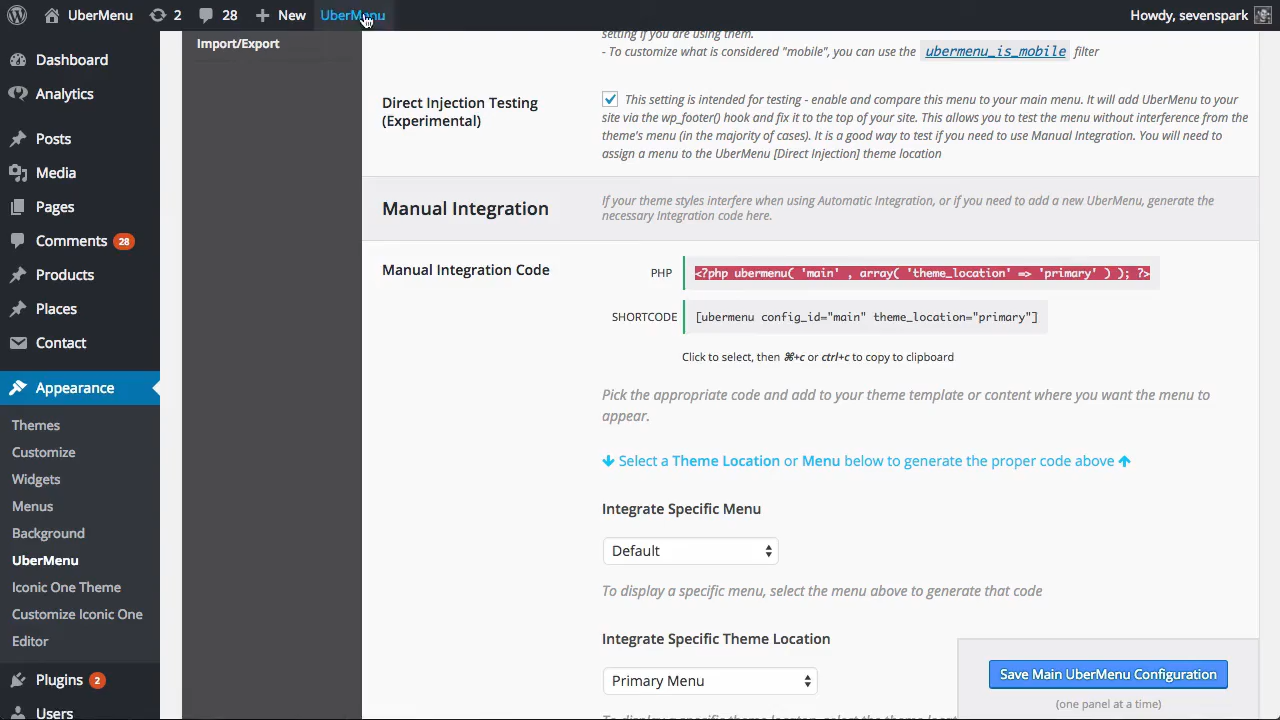 UberMenu 2 28 New UberMenu Howdy, sevenspark
Dashboard
Analytics
Posts
Media
Pages
Comments 28
Products
Places
Contact
Appearance
Themes
Customize
Widgets
Menus
Background
UberMenu
Iconic One Theme
Customize Iconic One
Editor
Plugins 2
Users
Import/Export
setting if you are using them.
- To customize what is considered "mobile", you can use the ubermenu_is_mobile filter
Direct Injection Testing
(Experimental)
This setting is intended for testing - enable and compare this menu to your main menu. It will add UberMenu to your
site via the wp_footer() hook and fix it to the top of your site. This allows you to test the menu without interference from the
theme's menu (in the majority of cases). It is a good way to test if you need to use Manual Integration. You will need to
assign a menu to the UberMenu [Direct Injection] theme location
Manual Integration
If your theme styles interfere when using Automatic Integration, or if you need to add a new UberMenu, generate the
necessary Integration code here.
Manual Integration Code
PHP <?php ubermenu( 'main' , array( 'theme_location' => 'primary' ) ); ?>
SHORTCODE [ubermenu config_id="main" theme_location="primary"]
Click to select, then ⌘+c or ctrl+c to copy to clipboard
Pick the appropriate code and add to your theme template or content where you want the menu to
appear.
Select a Theme Location or Menu below to generate the proper code above
Integrate Specific Menu
Default
To display a specific menu, select the menu above to generate that code
Integrate Specific Theme Location
Primary Menu
Save Main UberMenu Configuration
(one panel at a time)